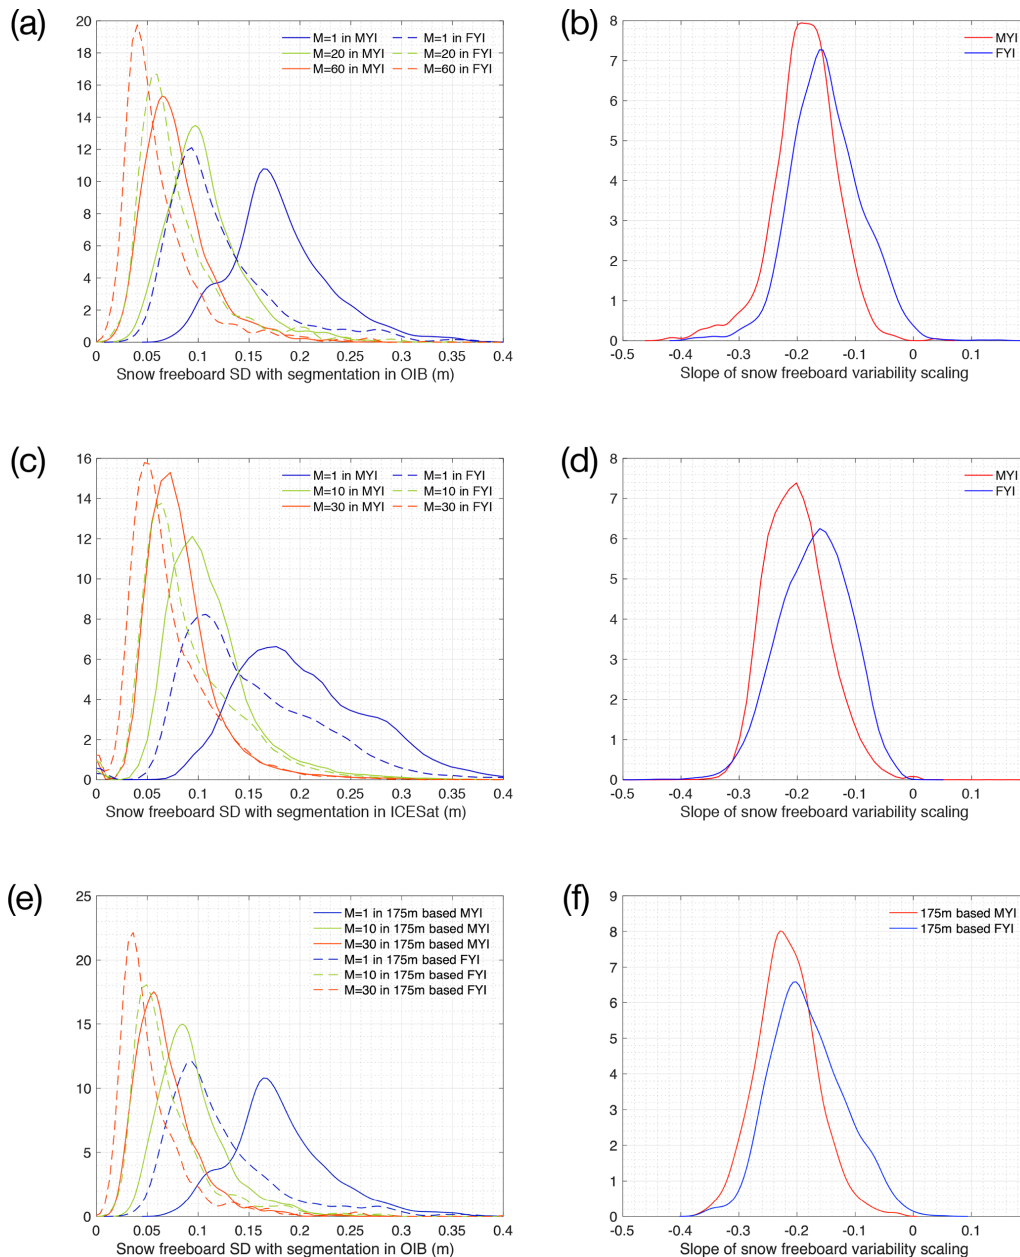 (a)
20
18
16
14
12
10
8
6
4
2
0
M=1 in MYI
M=20 in MYI
M=60 in MYI
M=1 in FYI
M=20 in FYI
M=60 in FYI
0 0.05 0.1 0.15 0.2 0.25 0.3 0.35 0.4
Snow freeboard SD with segmentation in OIB (m)
(b)
8
7
6
5
4
3
2
1
0
MYI
FYI
-0.5 -0.4 -0.3 -0.2 -0.1 0 0.1
Slope of snow freeboard variability scaling
(c)
16
14
12
10
8
6
4
2
0
M=1 in MYI
M=10 in MYI
M=30 in MYI
M=1 in FYI
M=10 in FYI
M=30 in FYI
0 0.05 0.1 0.15 0.2 0.25 0.3 0.35 0.4
Snow freeboard SD with segmentation in ICESat (m)
(d)
8
7
6
5
4
3
2
1
0
MYI
FYI
-0.5 -0.4 -0.3 -0.2 -0.1 0 0.1
Slope of snow freeboard variability scaling
(e)
25
20
15
10
5
0
M=1 in 175m based MYI
M=10 in 175m based MYI
M=30 in 175m based MYI
M=1 in 175m based FYI
M=10 in 175m based FYI
M=30 in 175m based FYI
0 0.05 0.1 0.15 0.2 0.25 0.3 0.35 0.4
Snow freeboard SD with segmentation in OIB (m)
(f)
9
8
7
6
5
4
3
2
1
0
175m based MYI
175m based FYI
-0.5 -0.4 -0.3 -0.2 -0.1 0 0.1
Slope of snow freeboard variability scaling